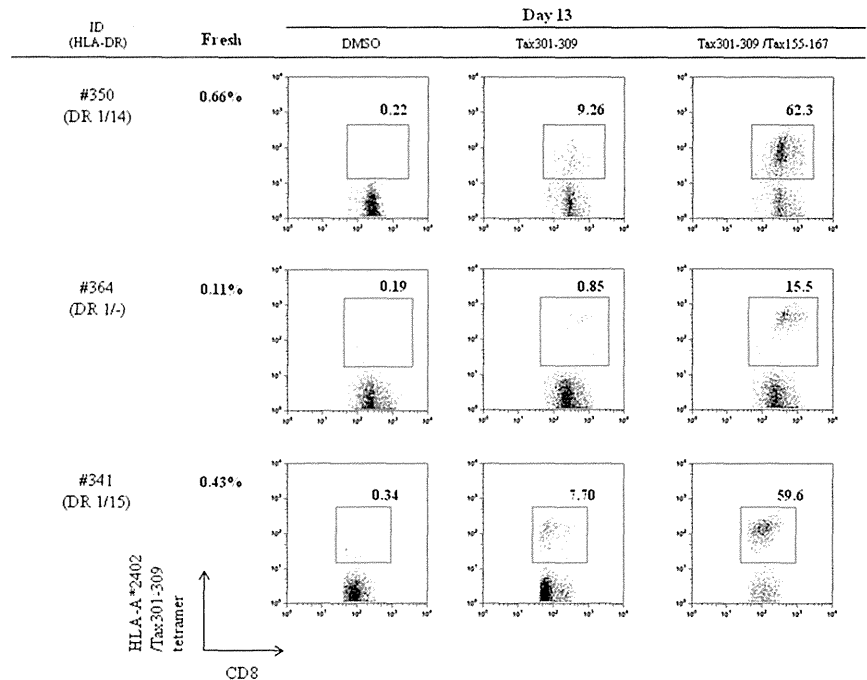 Day 13
ID
(HLA-DR)
Fresh
DMSO
Tax301-309
Tax301-309 /Tax155-167
#350
(DR 1/14)
0.66%
0.22
9.26
62.3
#364
(DR 1/-)
0.11%
0.19
0.85
15.5
#341
(DR 1/15)
0.43%
0.34
7.70
59.6
HLA-A*2402
/Tax301-309
tetramer
CD8